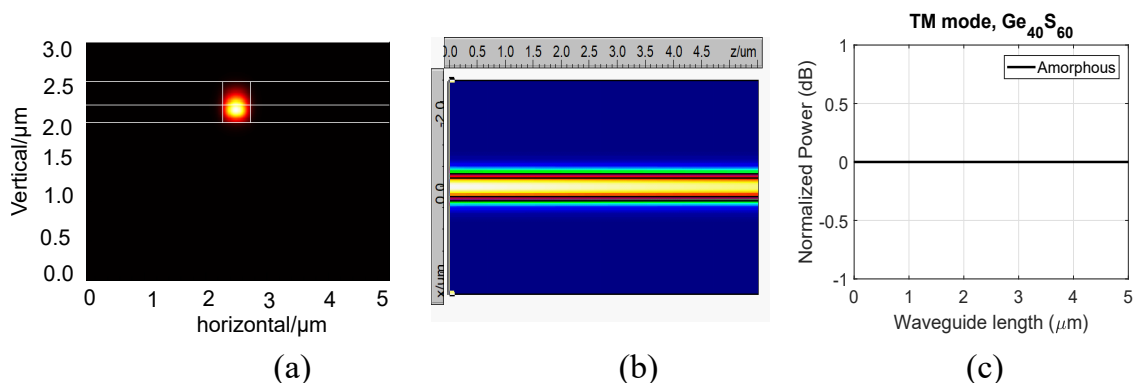 3.0
2.5
2.0
1.5
1.0
0.5
0.0
Vertical/µm
0 1 2 3 4 5
horizontal/µm
(a)
0.0 0.5 1.0 1.5 2.0 2.5 3.0 3.5 4.0 4.5 z/um
-2.0
0.0
x/um
(b)
TM mode, Ge40S60
Amorphous
1
0.5
0
-0.5
-1
Normalized Power (dB)
0 1 2 3 4 5
Waveguide length (μm)
(c)